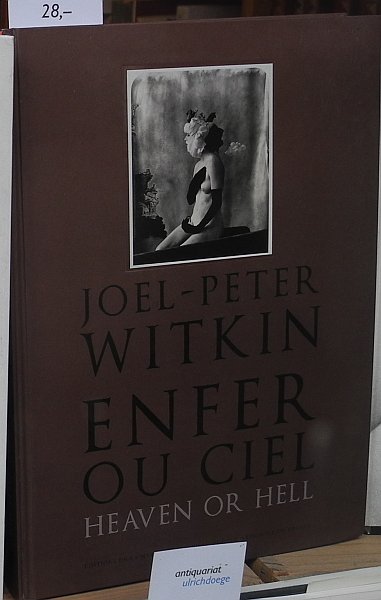 28,–
JOEL-PETER
WITKIN
ENFER
OU CIEL
HEAVEN OR HELL
antiquariat -
ulrichdoege